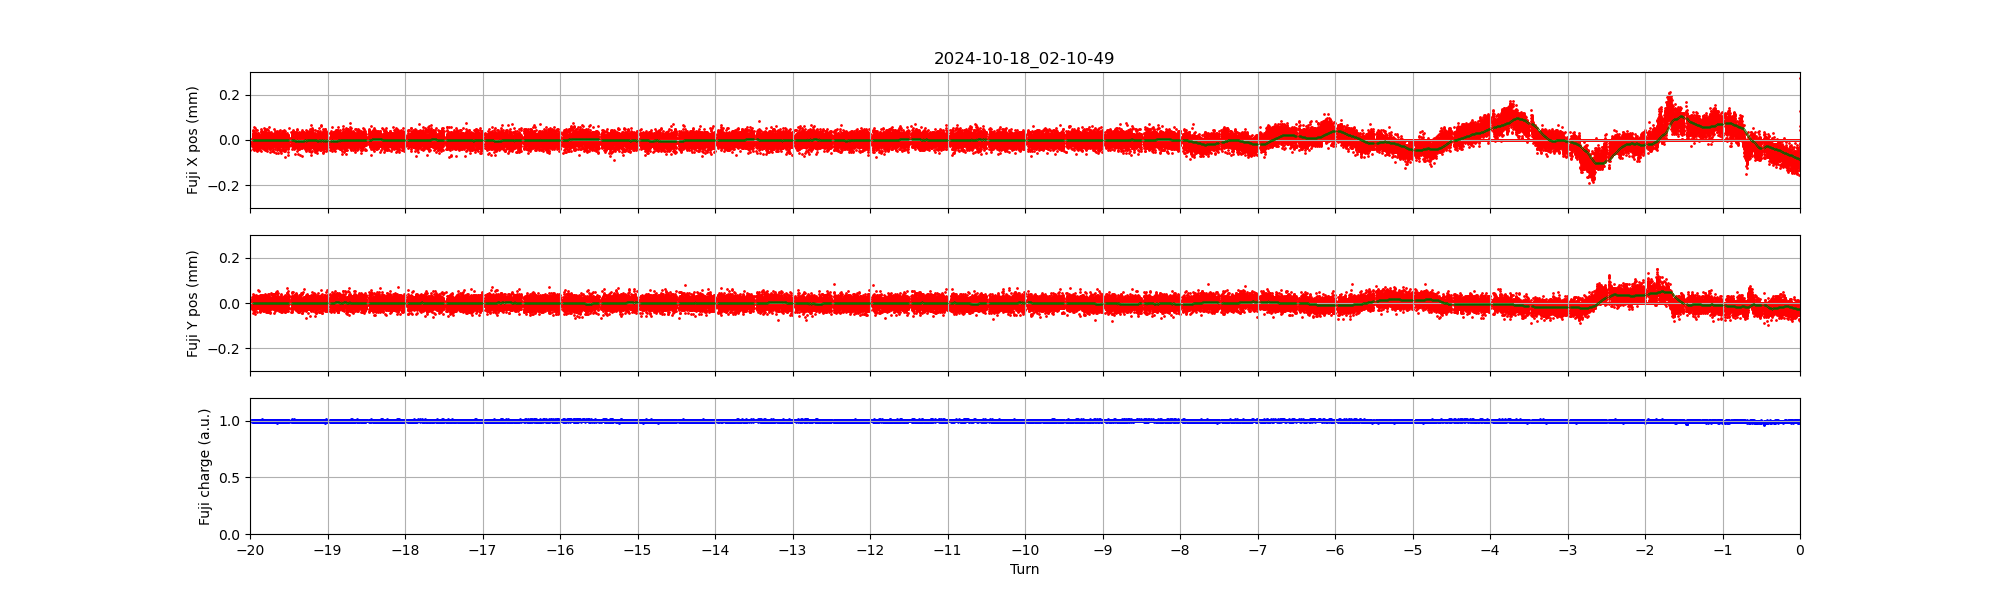 2024-10-18_02-10-49
Fuji X pos (mm)
0.2
0.0
−0.2
Fuji Y pos (mm)
0.2
0.0
−0.2
Fuji charge (a.u.)
1.0
0.5
0.0
−20 −19 −18 −17 −16 −15 −14 −13 −12 −11 −10 −9 −8 −7 −6 −5 −4 −3 −2 −1 0
Turn